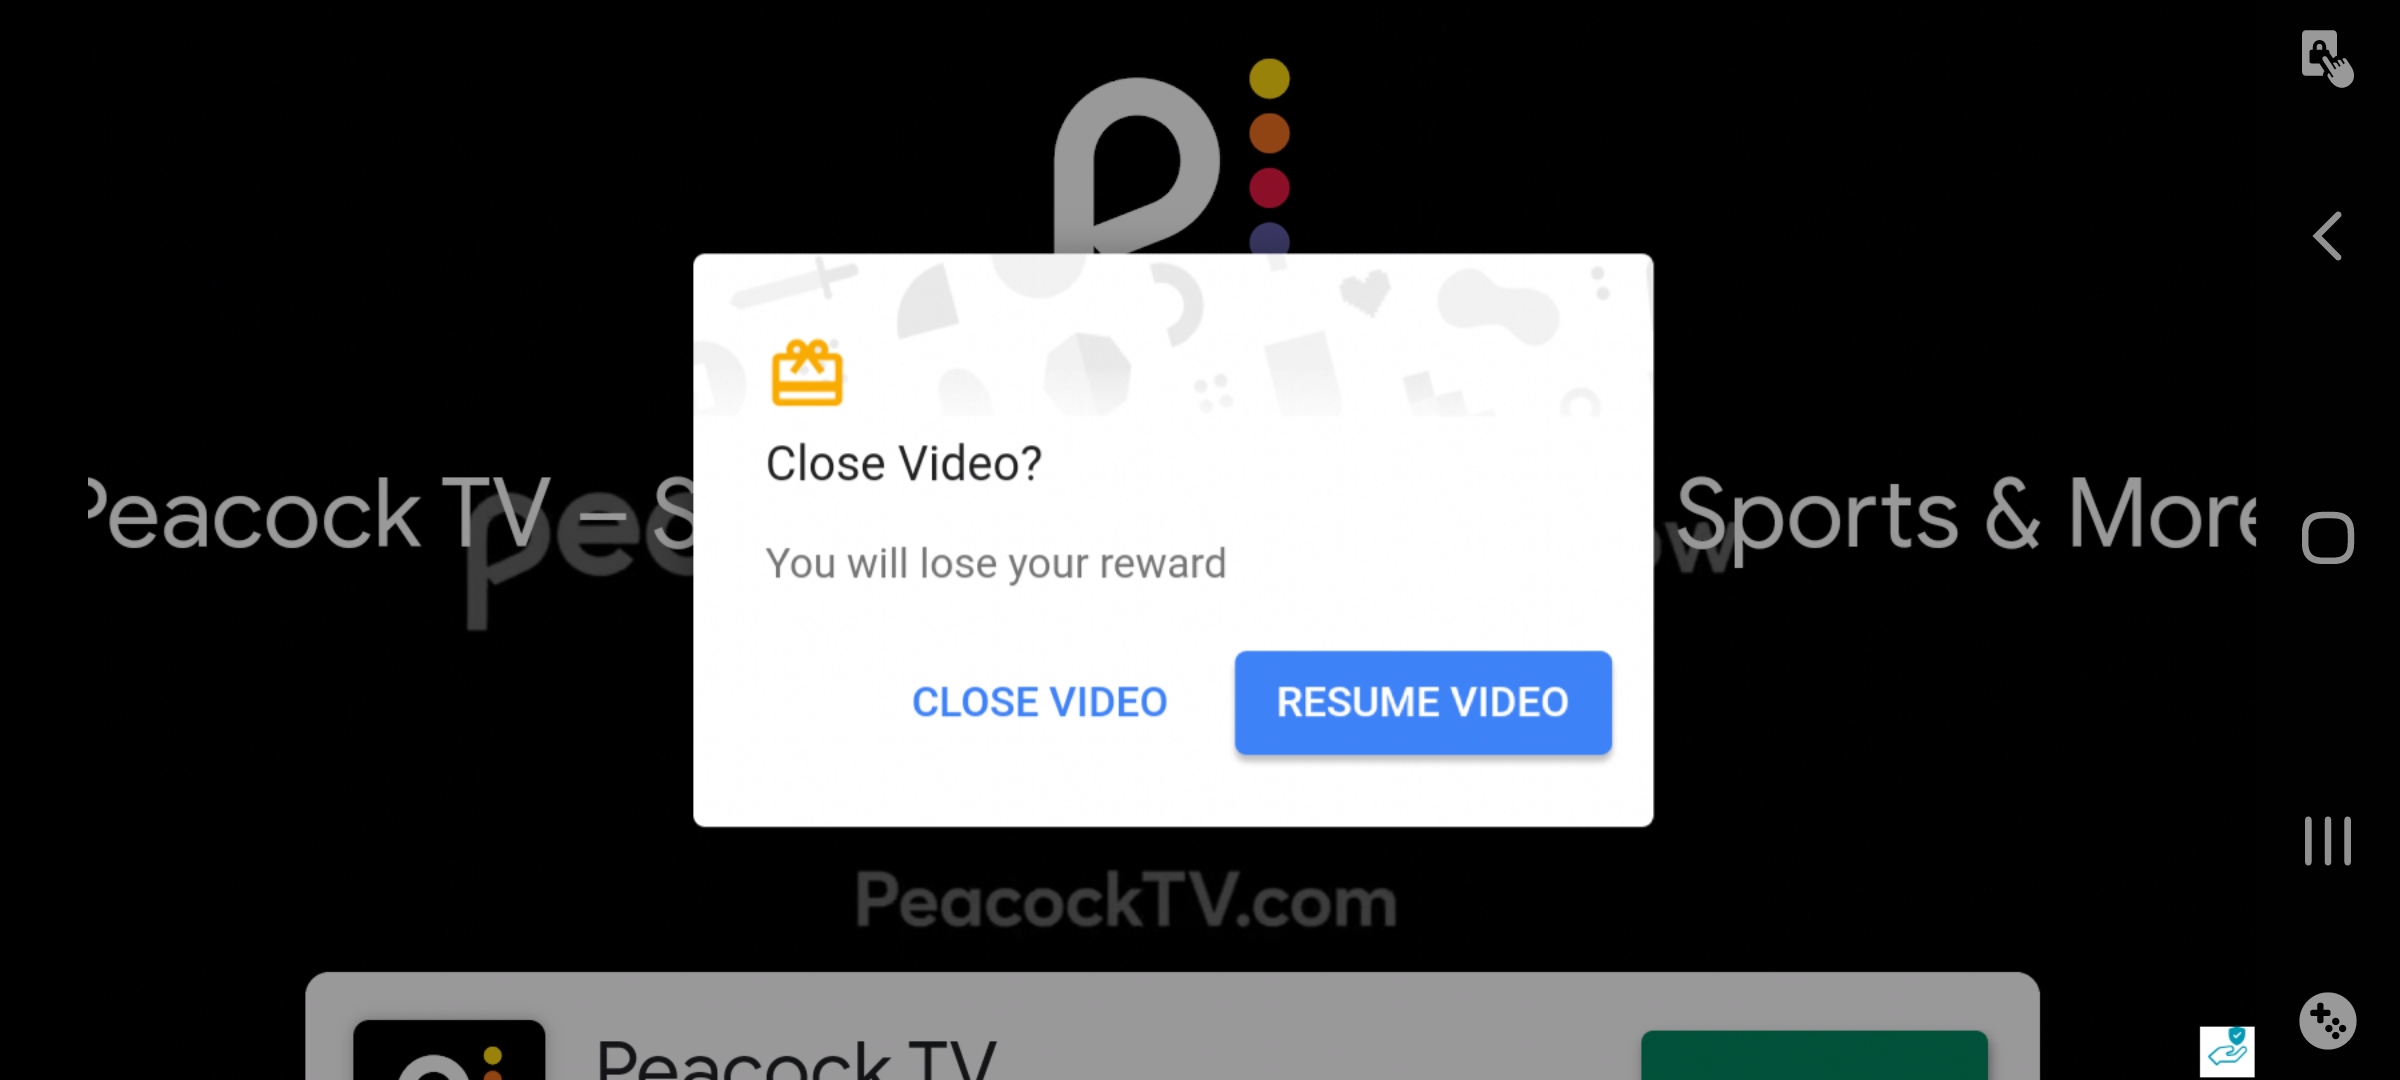 Peacock TV – S
Sports & More
Close Video?
You will lose your reward
CLOSE VIDEO
RESUME VIDEO
PeacockTV.com
Peacock TV